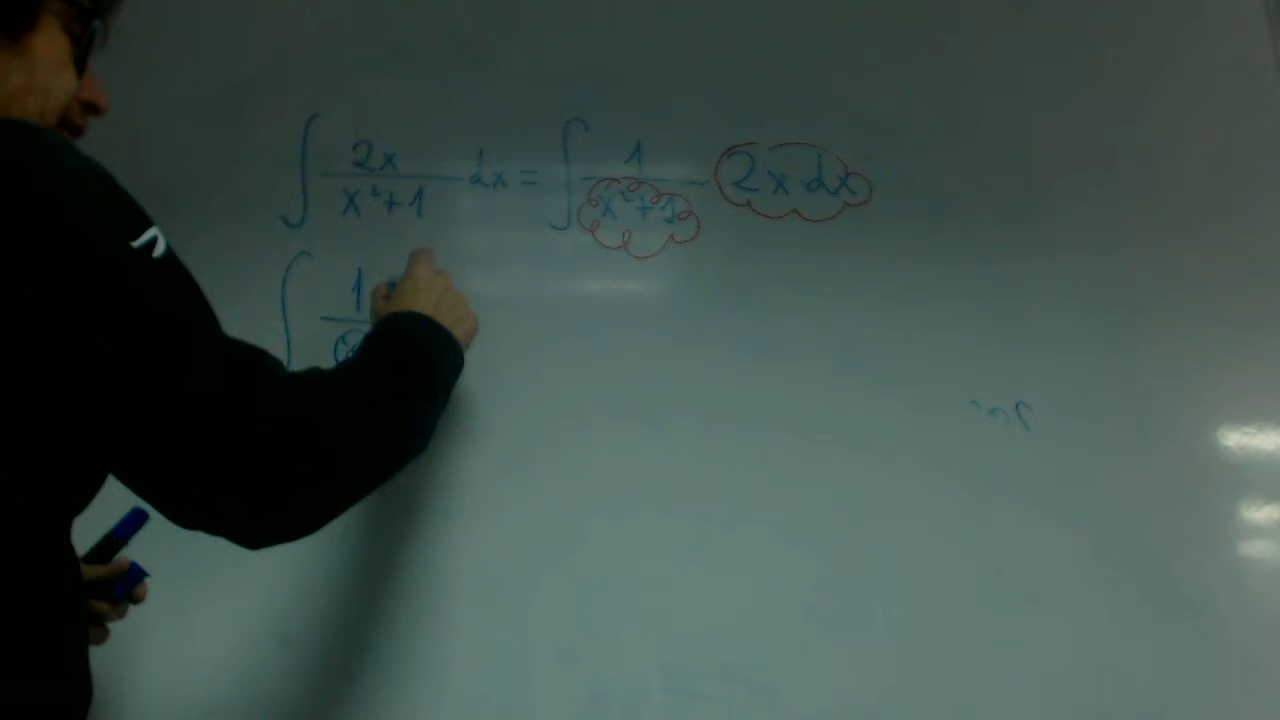 ∫ 2x/(x²+1) dx = ∫ 1/(x²+1) 2x dx
∫ 1/